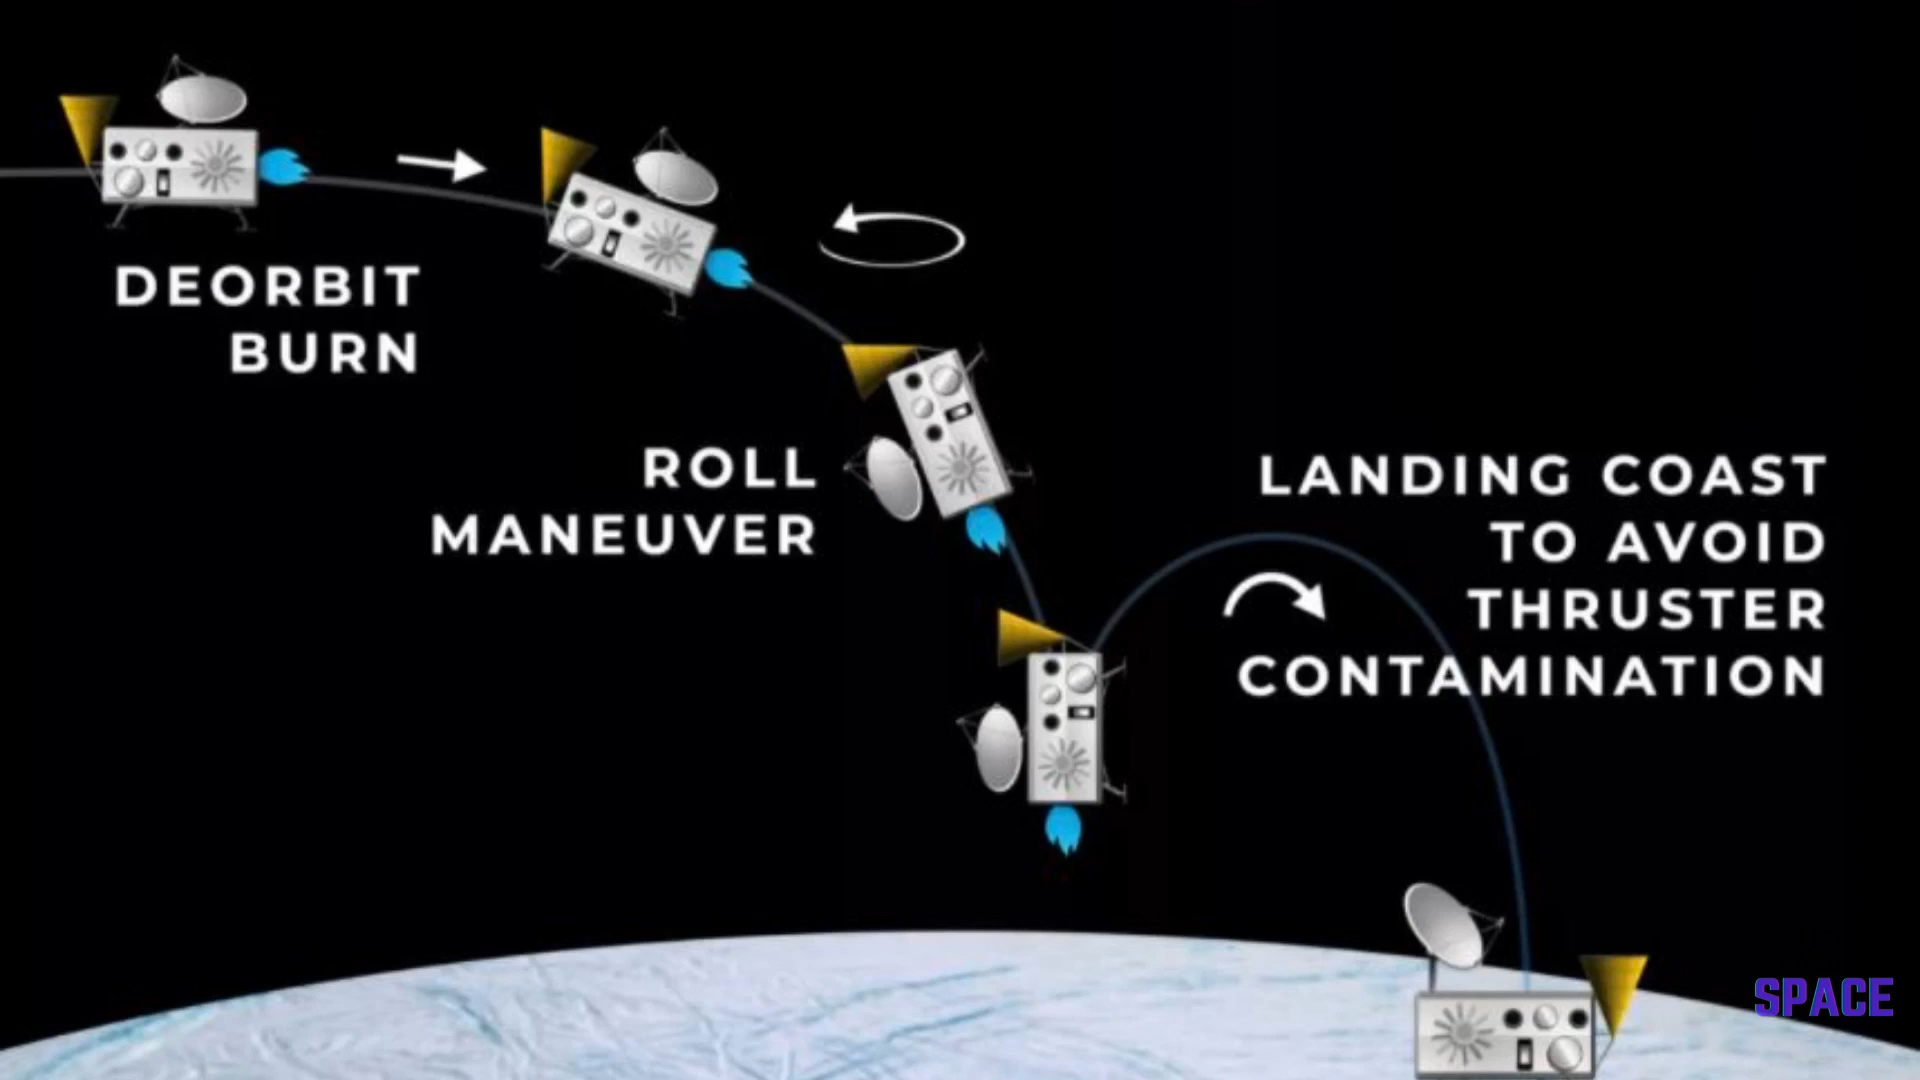 DEORBIT
BURN
ROLL
MANEUVER
LANDING COAST
TO AVOID
THRUSTER
CONTAMINATION
SPACE